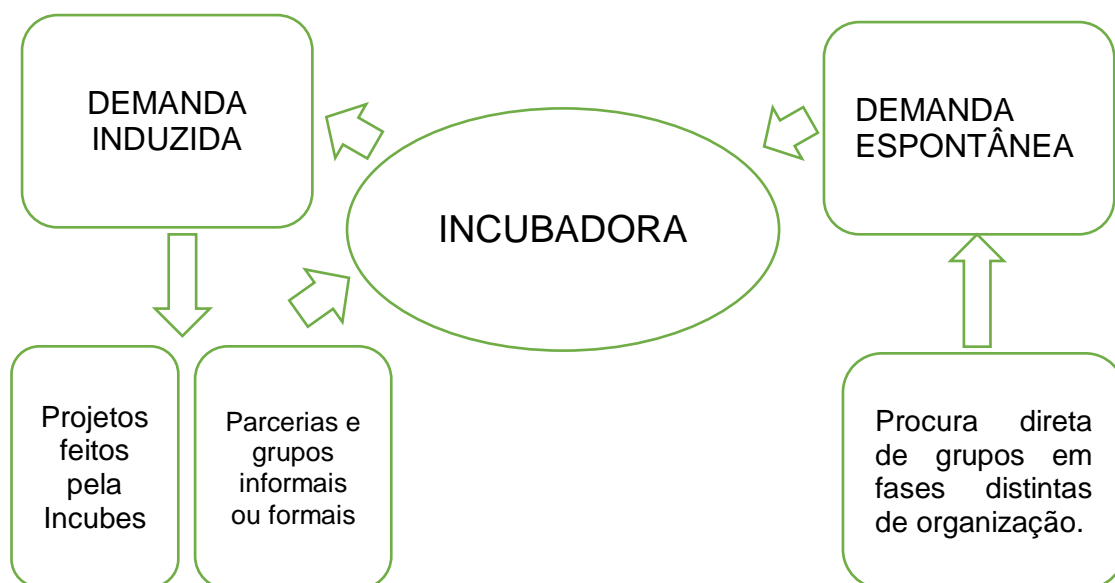 DEMANDA
INDUZIDA
INCUBADORA
DEMANDA
ESPONTÂNEA
Projetos
feitos
pela
Incubes
Parcerias e
grupos
informais
ou formais
Procura direta
de grupos em
fases distintas
de organização.